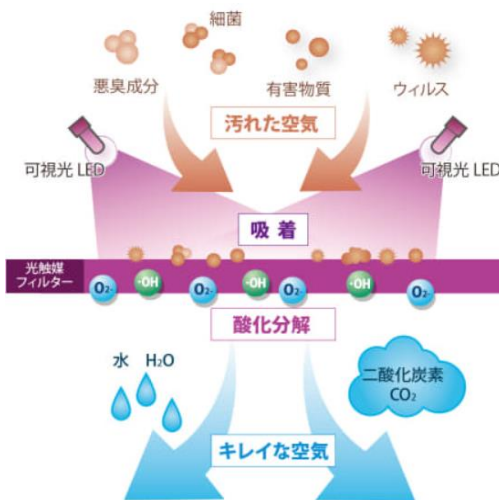 細菌
悪臭成分
有害物質
ウィルス
汚れた空気
可視光 LED
可視光 LED
吸着
光触媒
フィルター
O2-
·OH
O2-
·OH
O2-
·OH
O2-
酸化分解
水 H2O
二酸化炭素
CO2
キレイな空気